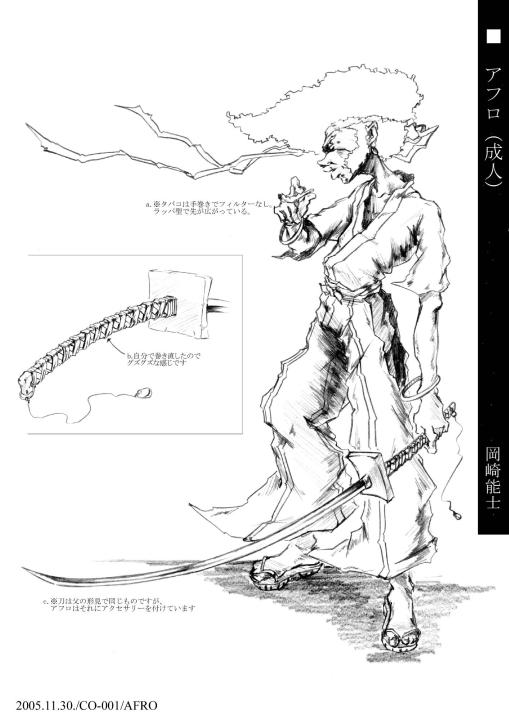 ■ アフロ（成人）
岡崎能士
a. ※タバコは手巻きでフィルターなし。
ラッパ型で先が広がっている。
b. 自分で巻き直したので
グズグズな感じです
c. ※刀は父の形見で同じものですが、
アフロはそれにアクセサリーを付けています
2005.11.30./CO-001/AFRO